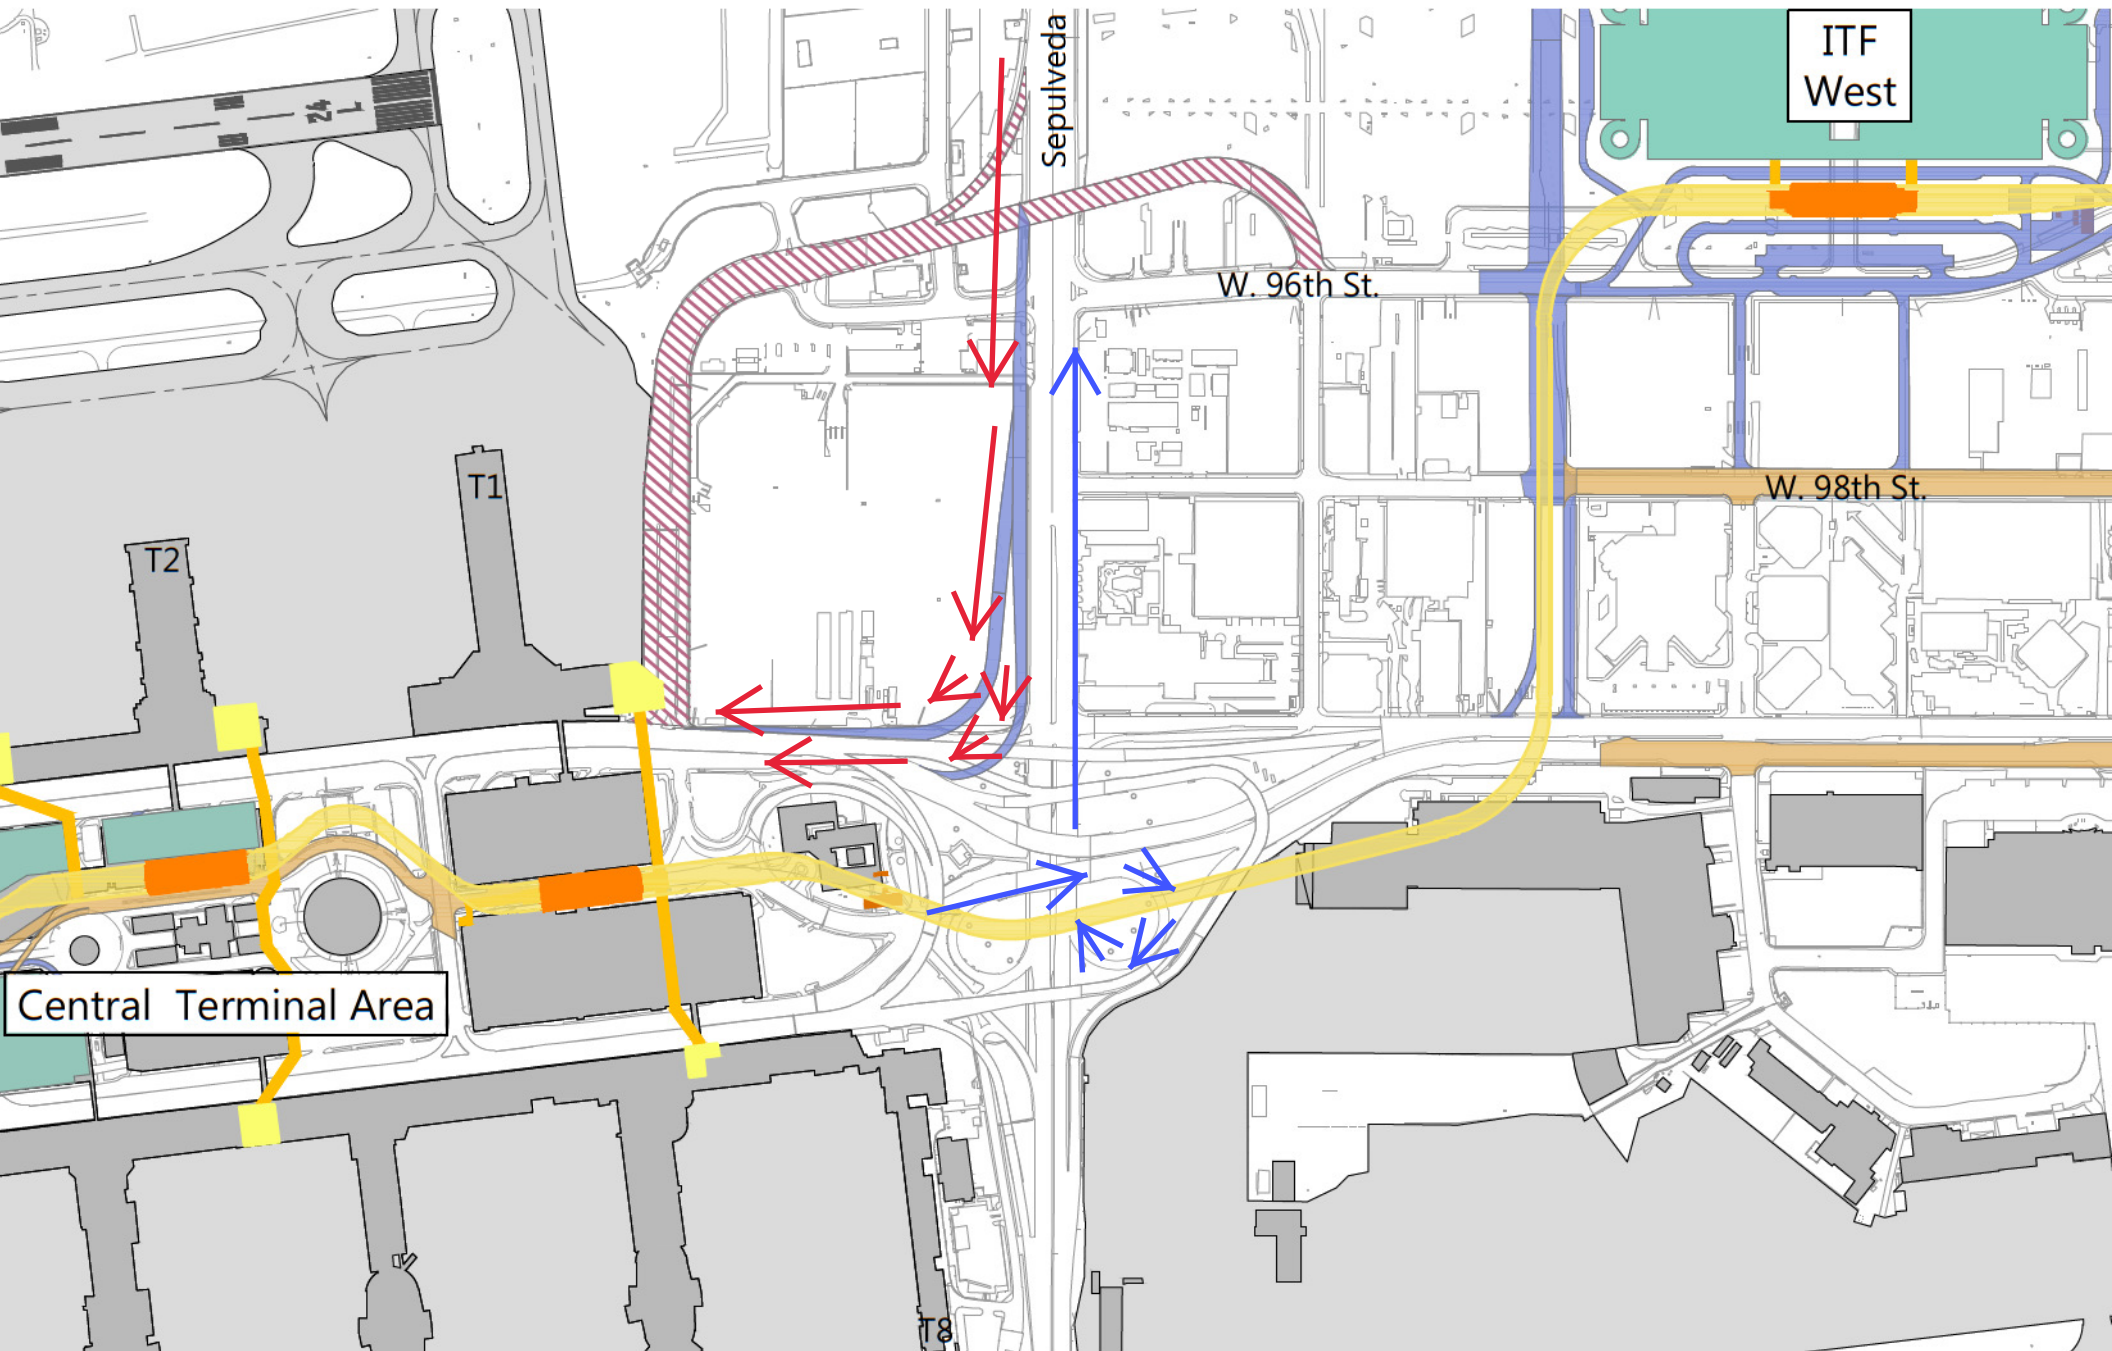 Sepulveda
ITF
West
24
L
W. 96th St.
T1
W. 98th St.
T2
Central Terminal Area
T8